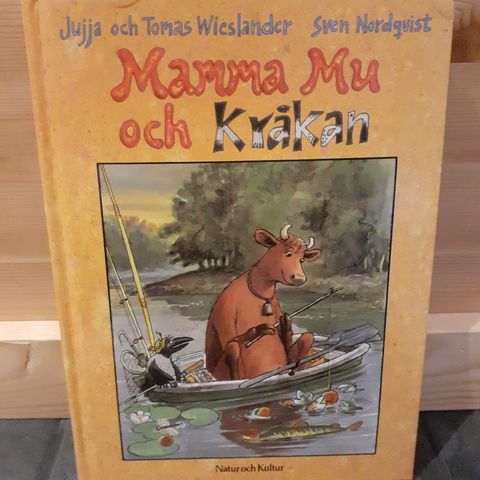 Jujja och Tomas Wieslander Sven Nordqvist
Mamma Mu
och Kråkan
Natur och Kultur